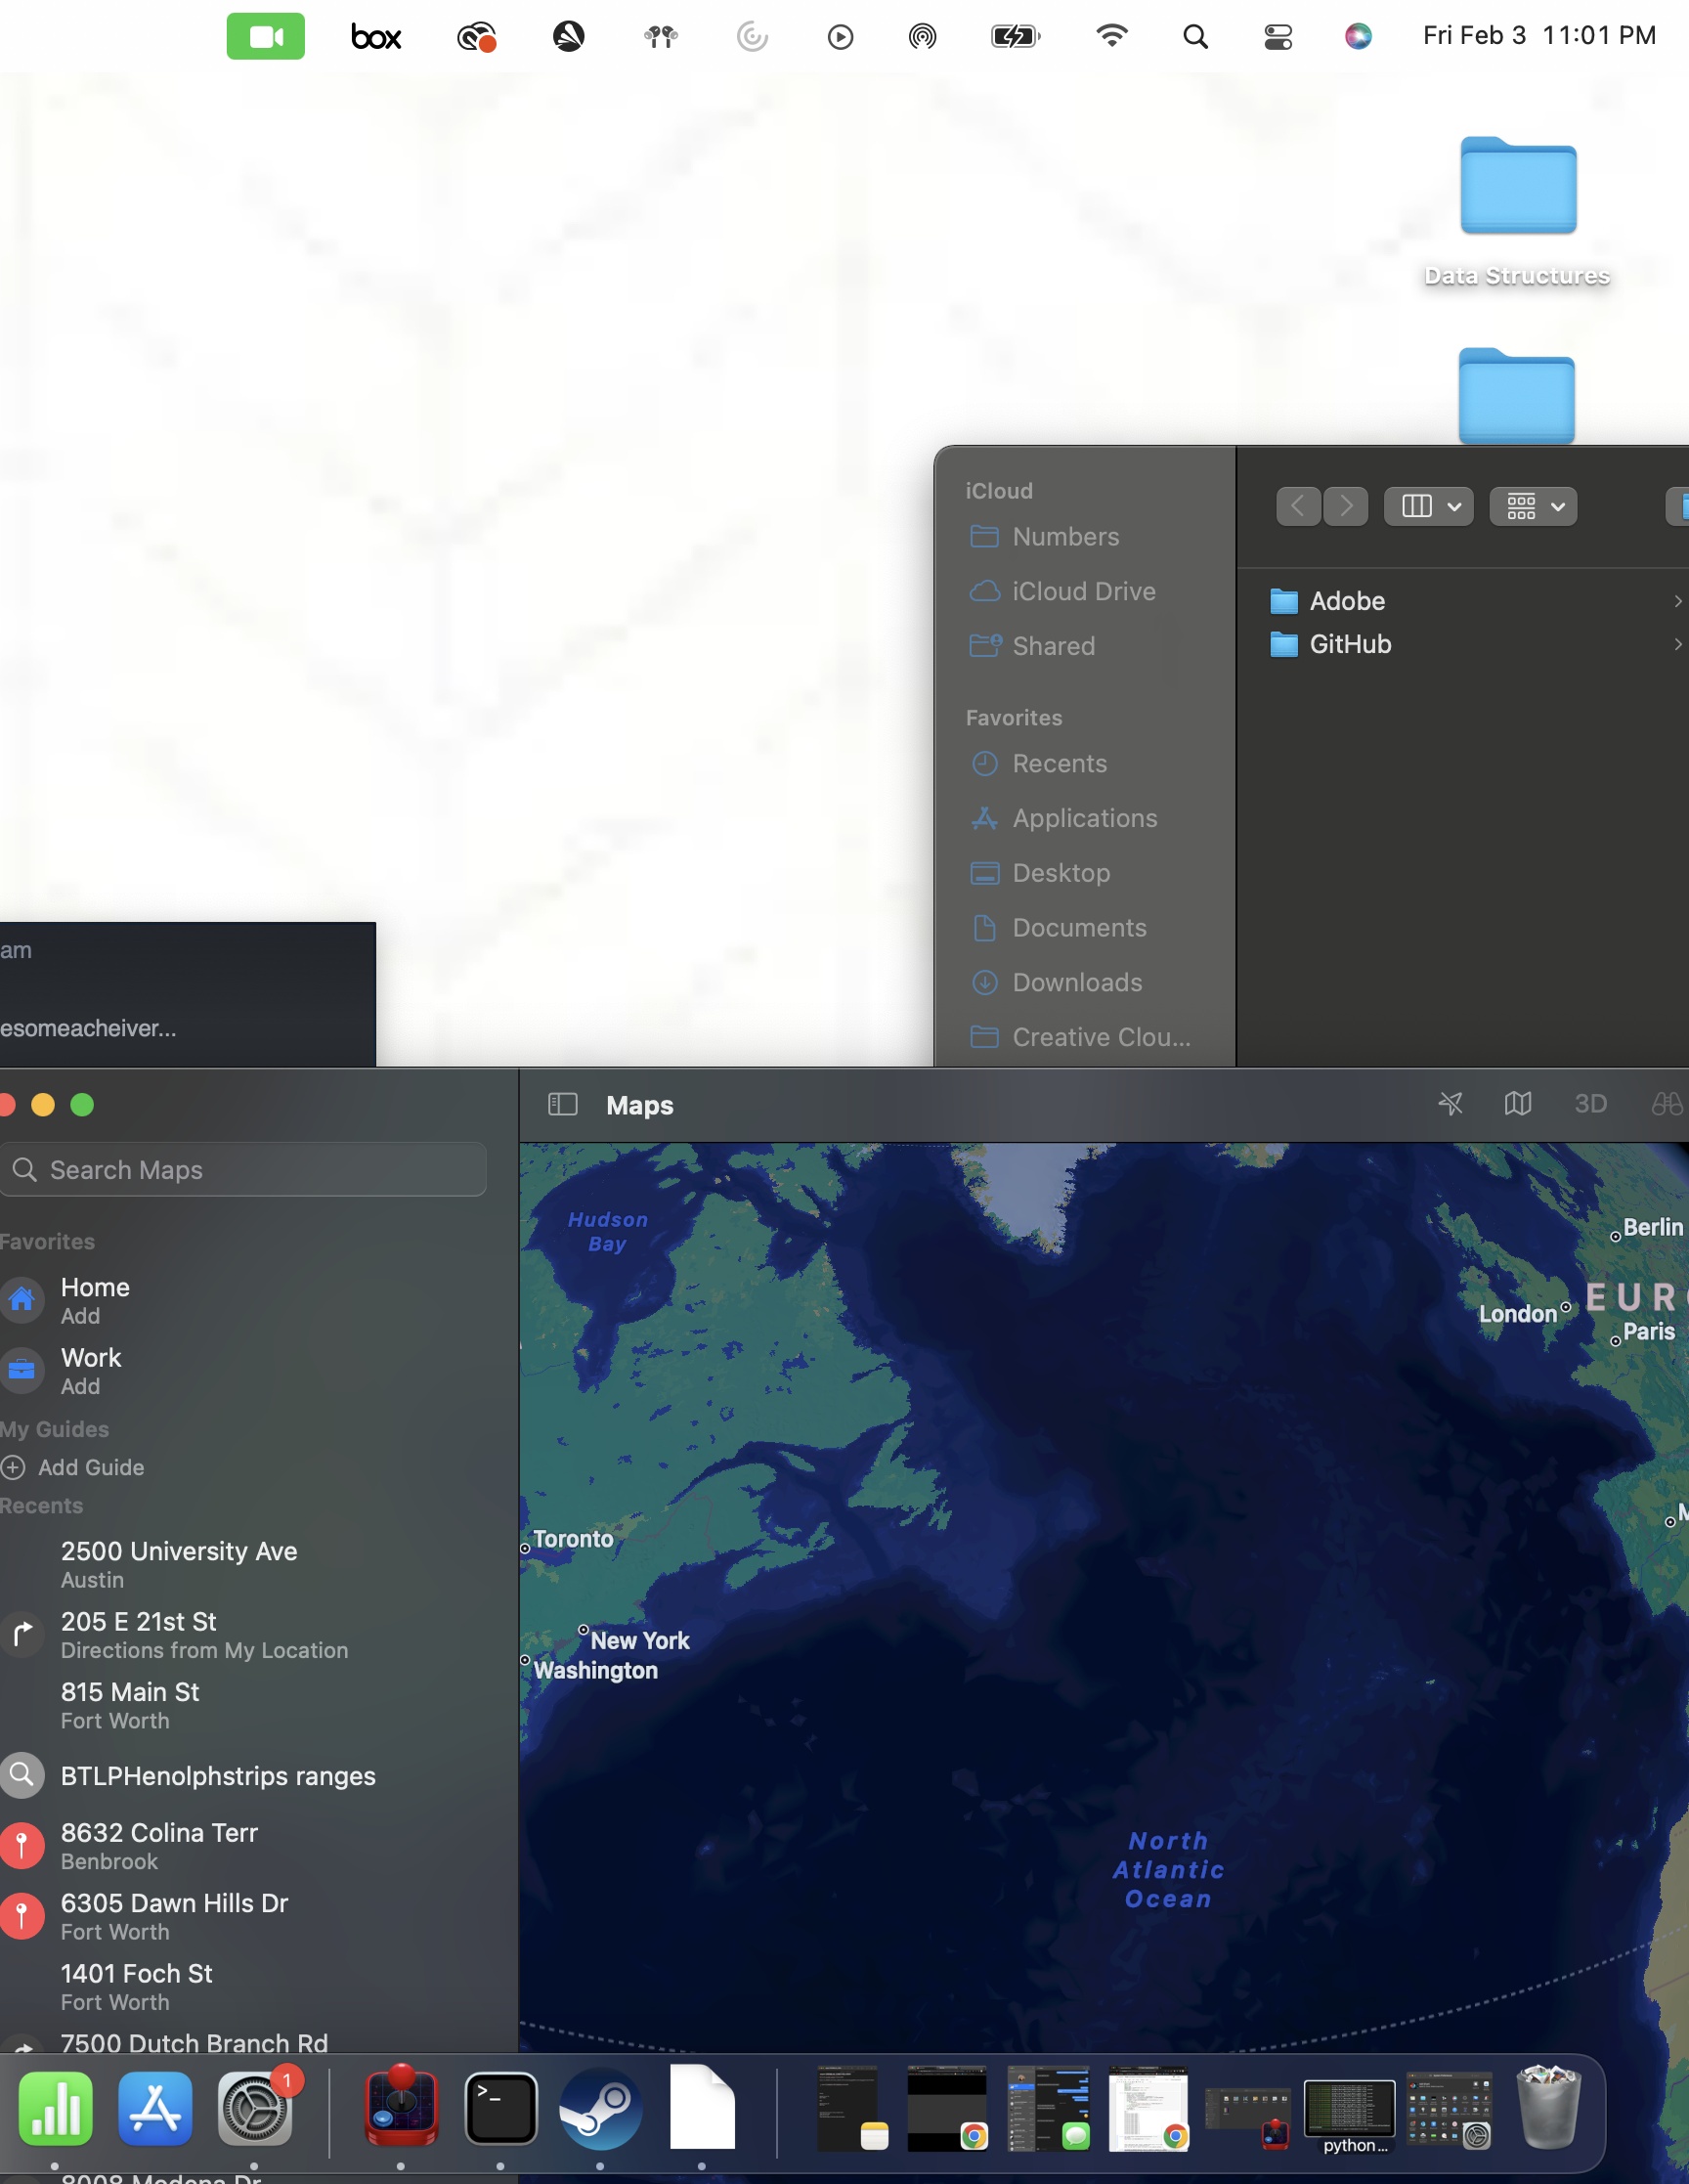 box
Fri Feb 3 11:01 PM
Data Structures
iCloud
Numbers
iCloud Drive
Shared
Favorites
Recents
Applications
Desktop
Documents
Downloads
Creative Clou...
Adobe
GitHub
am
esomeacheiver...
Maps
3D
Search Maps
Favorites
Home
Add
Work
Add
My Guides
Add Guide
Recents
2500 University Ave
Austin
205 E 21st St
Directions from My Location
815 Main St
Fort Worth
BTLPHenolphstrips ranges
8632 Colina Terr
Benbrook
6305 Dawn Hills Dr
Fort Worth
1401 Foch St
Fort Worth
7500 Dutch Branch Rd
Hudson
Bay
Berlin
EUR
London
Paris
M
Toronto
New York
Washington
North
Atlantic
Ocean
1
>_
python...
8008 Modena Dr